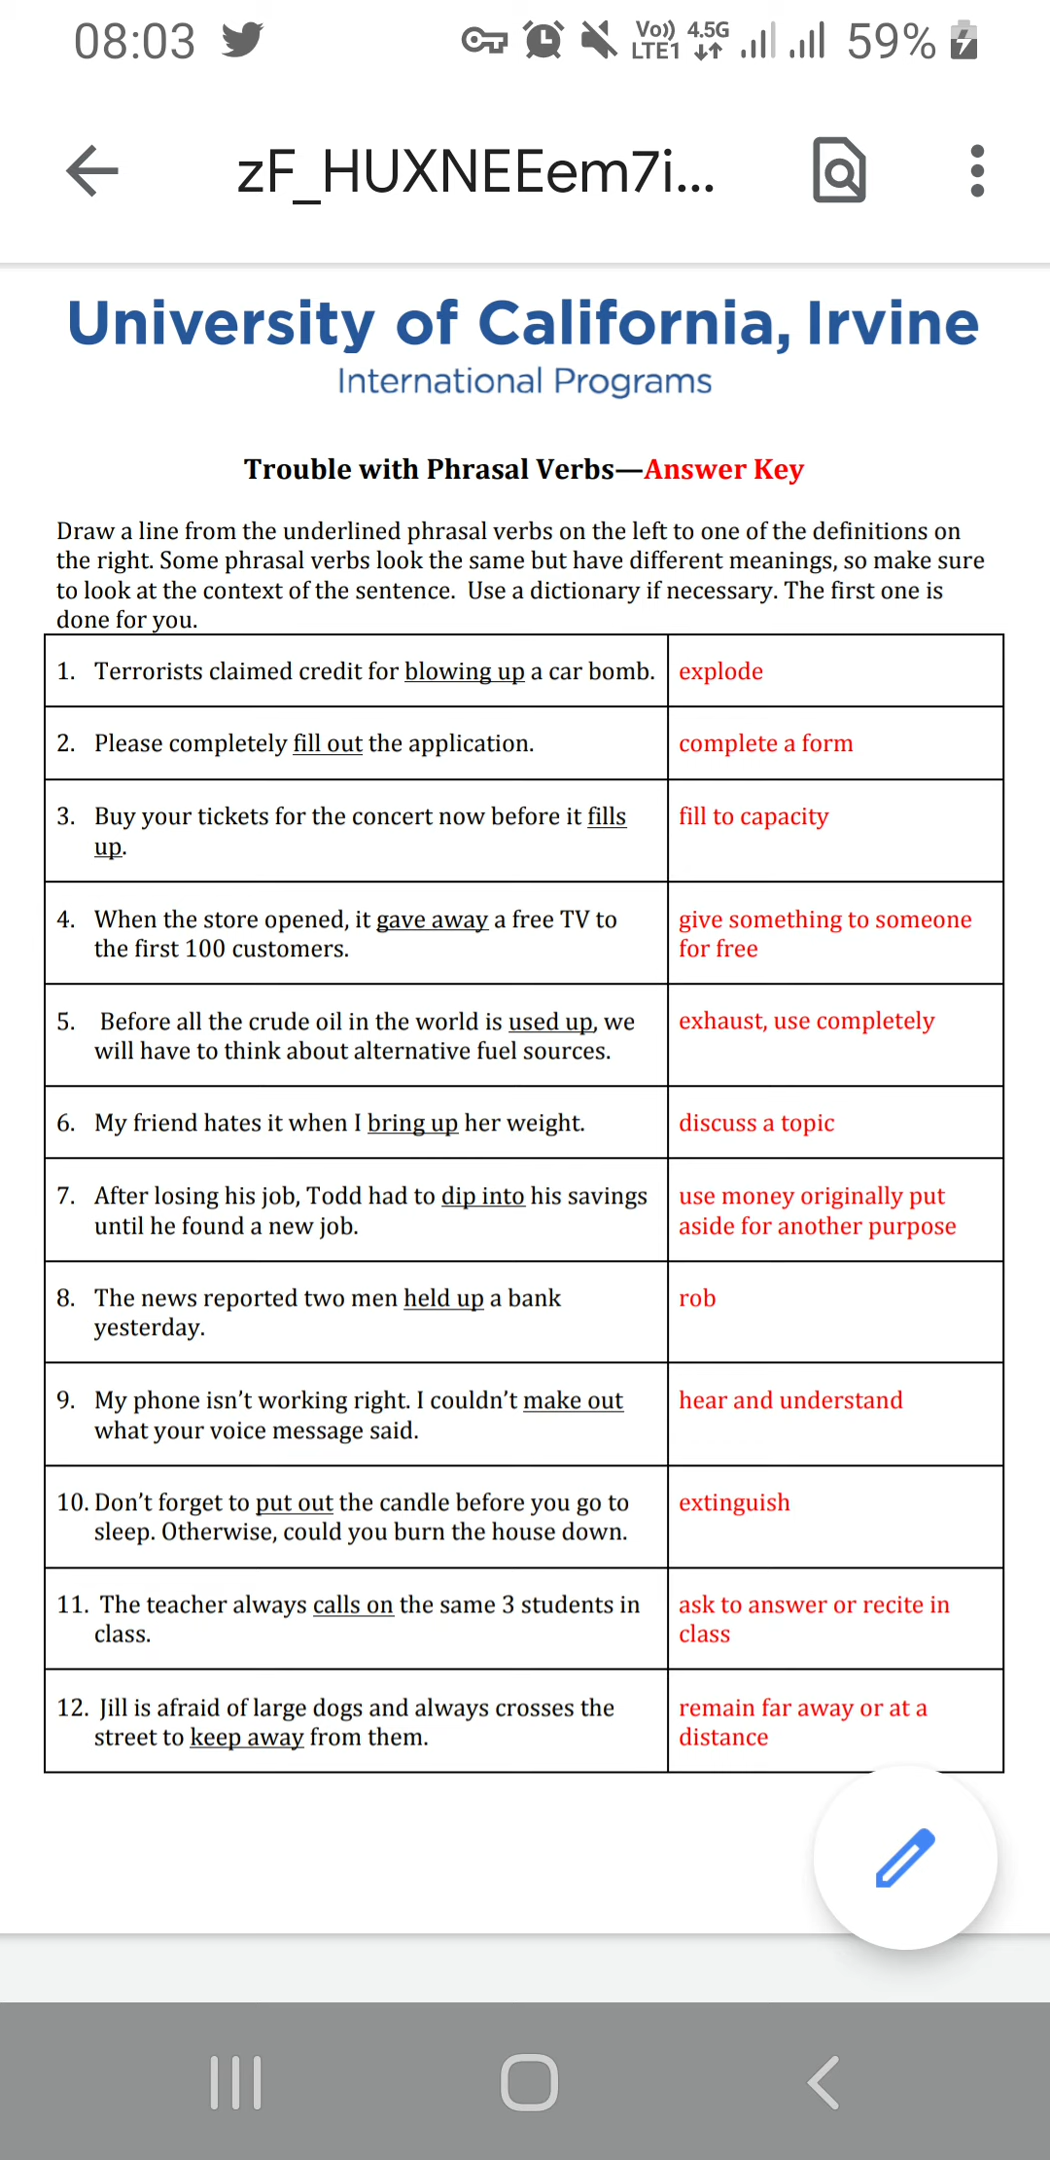 08:03 Vo)) LTE1 4.5G 59%
zF_HUXNEEem7i...
University of California, Irvine
International Programs
Trouble with Phrasal Verbs—Answer Key
Draw a line from the underlined phrasal verbs on the left to one of the definitions on
the right. Some phrasal verbs look the same but have different meanings, so make sure
to look at the context of the sentence.  Use a dictionary if necessary. The first one is
done for you.
1. Terrorists claimed credit for blowing up a car bomb. explode
2. Please completely fill out the application. complete a form
3. Buy your tickets for the concert now before it fills
up.
fill to capacity
4. When the store opened, it gave away a free TV to
the first 100 customers.
give something to someone
for free
5. Before all the crude oil in the world is used up, we
will have to think about alternative fuel sources.
exhaust, use completely
6. My friend hates it when I bring up her weight. discuss a topic
7. After losing his job, Todd had to dip into his savings
until he found a new job.
use money originally put
aside for another purpose
8. The news reported two men held up a bank
yesterday.
rob
9. My phone isn't working right. I couldn't make out
what your voice message said.
hear and understand
10. Don't forget to put out the candle before you go to
sleep. Otherwise, could you burn the house down.
extinguish
11. The teacher always calls on the same 3 students in
class.
ask to answer or recite in
class
12. Jill is afraid of large dogs and always crosses the
street to keep away from them.
remain far away or at a
distance